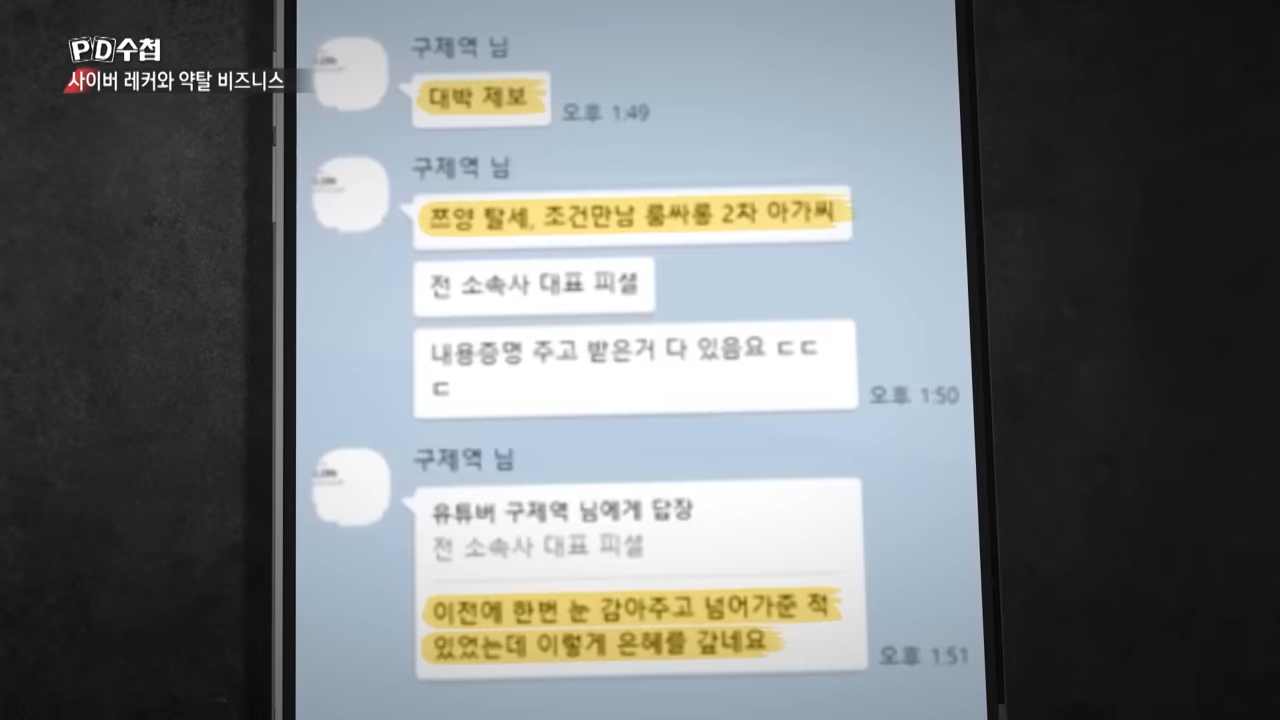 PD수첩
사이버 레커와 약탈 비즈니스
구제역 님
대박 제보
오후 1:49
구제역 님
쯔양 탈세, 조건만남 룸싸롱 2차 아가씨
전 소속사 대표 피셜
내용증명 주고 받은거 다 있음요 ㄷㄷ
ㄷ
오후 1:50
구제역 님
유튜버 구제역 님에게 답장
전 소속사 대표 피셜
이전에 한번 눈 감아주고 넘어가준 적
있었는데 이렇게 은혜를 갚네요
오후 1:51